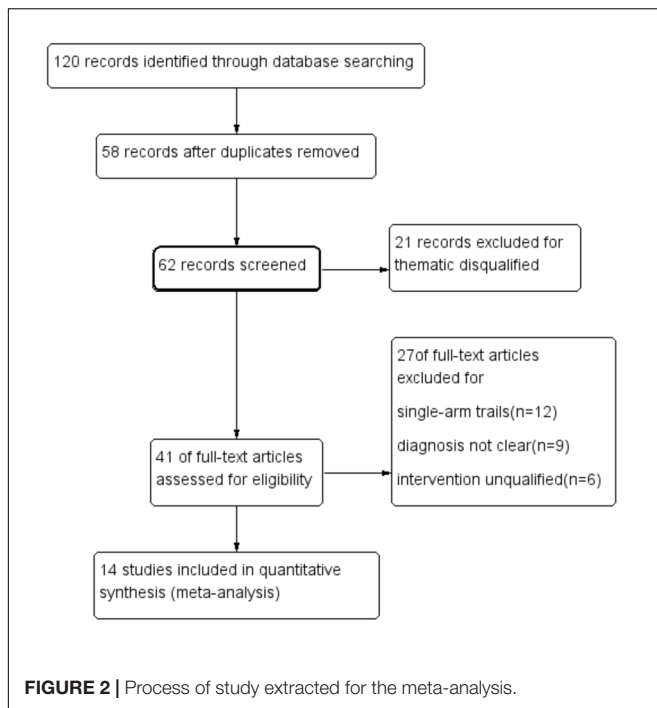 120 records identified through database searching
58 records after duplicates removed
62 records screened
21 records excluded for
thematic disqualified
27of full-text articles
excluded for
single-arm trails(n=12)
diagnosis not clear(n=9)
intervention unqualified(n=6)
41 of full-text articles
assessed for eligibility
14 studies included in quantitative
synthesis (meta-analysis)
FIGURE 2 | Process of study extracted for the meta-analysis.